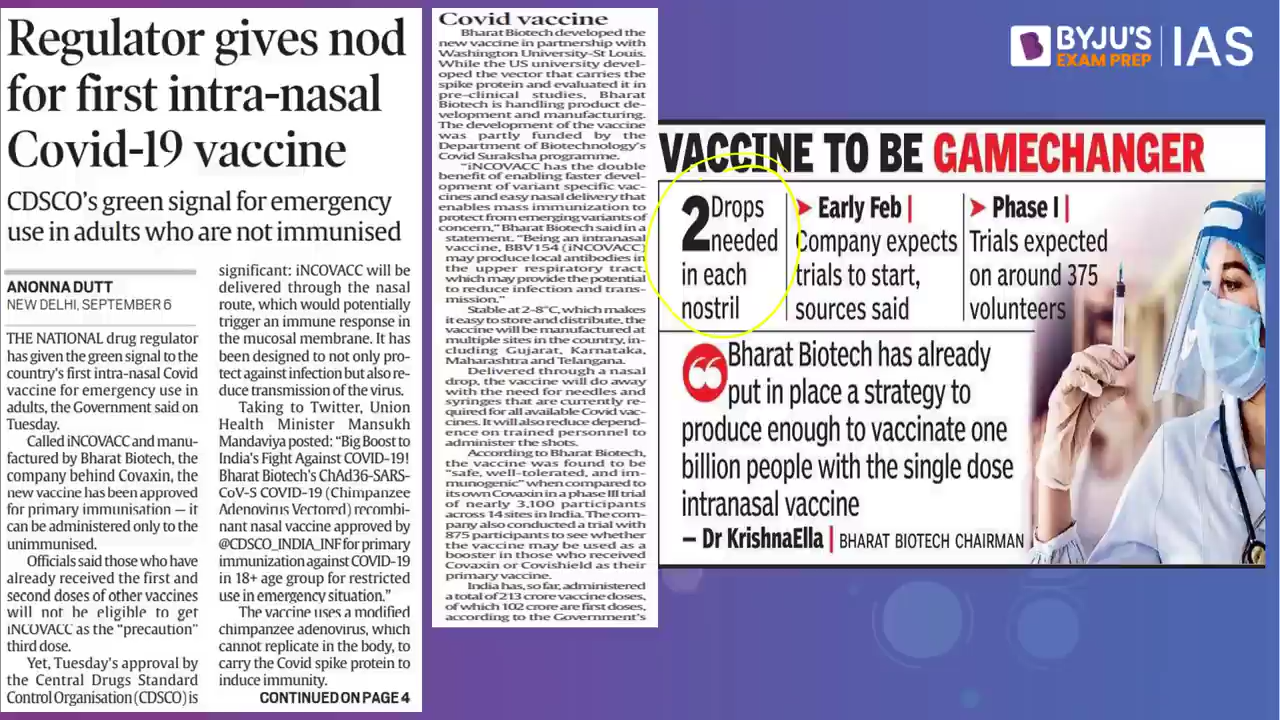 Regulator gives nod
for first intra-nasal
Covid-19 vaccine
CDSCO's green signal for emergency
use in adults who are not immunised
ANONNA DUTT
NEW DELHI, SEPTEMBER 6
THE NATIONAL drug regulator
has given the green signal to the
country's first intra-nasal Covid
vaccine for emergency use in
adults, the Government said on
Tuesday.
Called iNCOVACC and manu-
factured by Bharat Biotech, the
company behind Covaxin, the
new vaccine has been approved
for primary immunisation — it
can be administered only to the
unimmunised.
Officials said those who have
already received the first and
second doses of other vaccines
will not be eligible to get
iNCOVACC as the "precaution"
third dose.
Yet, Tuesday's approval by
the Central Drugs Standard
Control Organisation (CDSCO) is
significant: iNCOVACC will be
delivered through the nasal
route, which would potentially
trigger an immune response in
the mucosal membrane. It has
been designed to not only pro-
tect against infection but also re-
duce transmission of the virus.
Taking to Twitter, Union
Health Minister Mansukh
Mandaviya posted: "Big Boost to
India's Fight Against COVID-19!
Bharat Biotech's ChAd36-SARS-
CoV-S COVID-19 (Chimpanzee
Adenovirus Vectored) recombi-
nant nasal vaccine approved by
@CDSCO_INDIA_INF for primary
immunization against COVID-19
in 18+ age group for restricted
use in emergency situation."
The vaccine uses a modified
chimpanzee adenovirus, which
cannot replicate in the body, to
carry the Covid spike protein to
induce immunity.
CONTINUED ON PAGE 4
Covid vaccine
Bharat Biotech developed the
new vaccine in partnership with
Washington University-St Louis.
While the US university devel-
oped the vector that carries the
spike protein and evaluated it in
pre-clinical studies, Bharat
Biotech is handling product de-
velopment and manufacturing.
The development of the vaccine
was partly funded by the
Department of Biotechnology's
Covid Suraksha programme.
"iNCOVACC has the double
benefit of enabling faster devel-
opment of variant specific vac-
cines and easy nasal delivery that
enables mass immunization to
protect from emerging variants of
concern," Bharat Biotech said in a
statement. "Being an intranasal
vaccine, BBV154 (iNCOVACC)
may produce local antibodies in
the upper respiratory tract,
which may provide the potential
to reduce infection and trans-
mission."
Stable at 2-8°C, which makes
it easy to store and distribute, the
vaccine will be manufactured at
multiple sites in the country, in-
cluding Gujarat, Karnataka,
Maharashtra and Telangana.
Delivered through a nasal
drop, the vaccine will do away
with the need for needles and
syringes that are currently re-
quired for all available Covid vac-
cines. It will also reduce depend-
ence on trained personnel to
administer the shots.
According to Bharat Biotech,
the vaccine was found to be
"safe, well-tolerated, and im-
munogenic" when compared to
its own Covaxin in a phase III trial
of nearly 3,100 participants
across 14 sites in India. The com-
pany also conducted a trial with
875 participants to see whether
the vaccine may be used as a
booster in those who received
Covaxin or Covishield as their
primary vaccine.
India has, so far, administered
a total of 213 crore vaccine doses,
of which 102 crore are first doses,
according to the Government's
BYJU'S
EXAM PREP
IAS
VACCINE TO BE GAMECHANGER
2 Drops
needed
in each
nostril
Early Feb |
Company expects
trials to start,
sources said
Phase I |
Trials expected
on around 375
volunteers
Bharat Biotech has already
put in place a strategy to
produce enough to vaccinate one
billion people with the single dose
intranasal vaccine
— Dr KrishnaElla | BHARAT BIOTECH CHAIRMAN